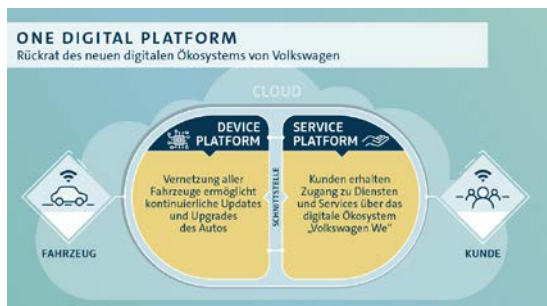 ONE DIGITAL PLATFORM
Rückrat des neuen digitalen Ökosystems von Volkswagen
CLOUD
DEVICE
PLATFORM
Vernetzung aller
Fahrzeuge ermöglicht
kontinuierliche Updates
und Upgrades
des Autos
SCHNITTSTELLE
SERVICE
PLATFORM
Kunden erhalten
Zugang zu Diensten
und Services über das
digitale Ökosystem
„Volkswagen We“
FAHRZEUG
KUNDE